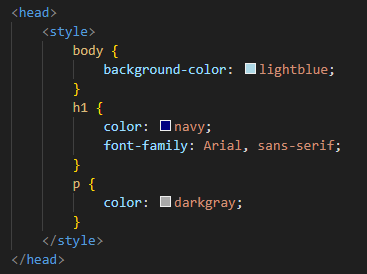 <head>
    <style>
        body {
            background-color: lightblue;
        }
        h1 {
            color: navy;
            font-family: Arial, sans-serif;
        }
        p {
            color: darkgray;
        }
    </style>
</head>